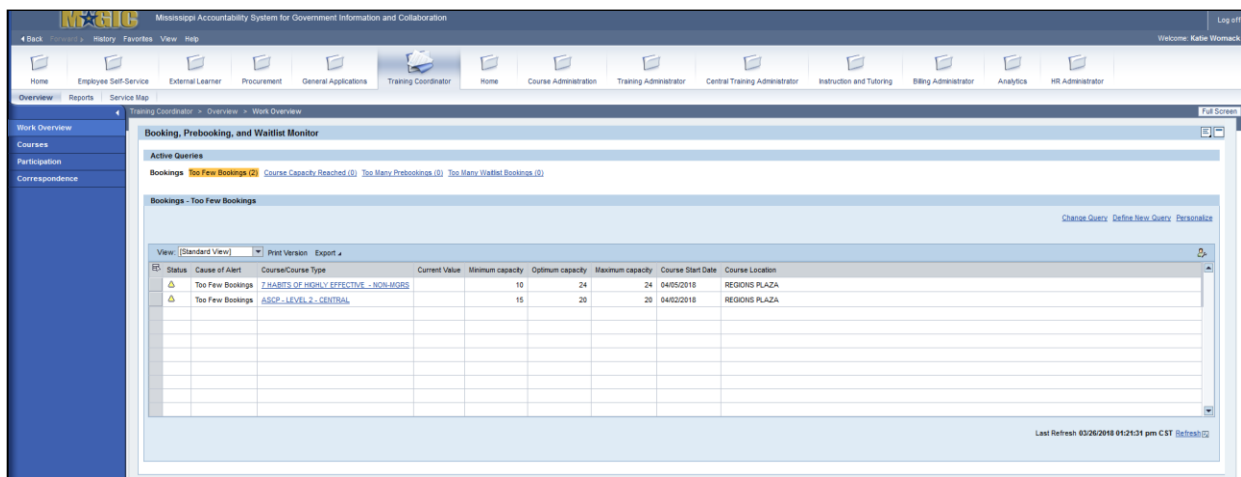 MAGIC Mississippi Accountability System for Government Information and Collaboration Log off
Back Forward History Favorites View Help Welcome: Katie Womack
Home Employee Self-Service External Learner Procurement General Applications Training Coordinator Home Course Administration Training Administrator Central Training Administrator Instruction and Tutoring Billing Administrator Analytics HR Administrator
Overview Reports Service Map
Training Coordinator > Overview > Work Overview Full Screen
Work Overview
Courses
Participation
Correspondence
Booking, Prebooking, and Waitlist Monitor
Active Queries
Bookings Too Few Bookings (2) Course Capacity Reached (0) Too Many Prebookings (0) Too Many Waitlist Bookings (0)
Bookings - Too Few Bookings
Change Query Define New Query Personalize
View: [Standard View] Print Version Export
Status Cause of Alert Course/Course Type Current Value Minimum capacity Optimum capacity Maximum capacity Course Start Date Course Location
Too Few Bookings 7 HABITS OF HIGHLY EFFECTIVE - NON-MGRS 10 24 24 04/05/2018 REGIONS PLAZA
Too Few Bookings ASCP - LEVEL 2 - CENTRAL 15 20 20 04/02/2018 REGIONS PLAZA
Last Refresh 03/26/2018 01:21:31 pm CST Refresh